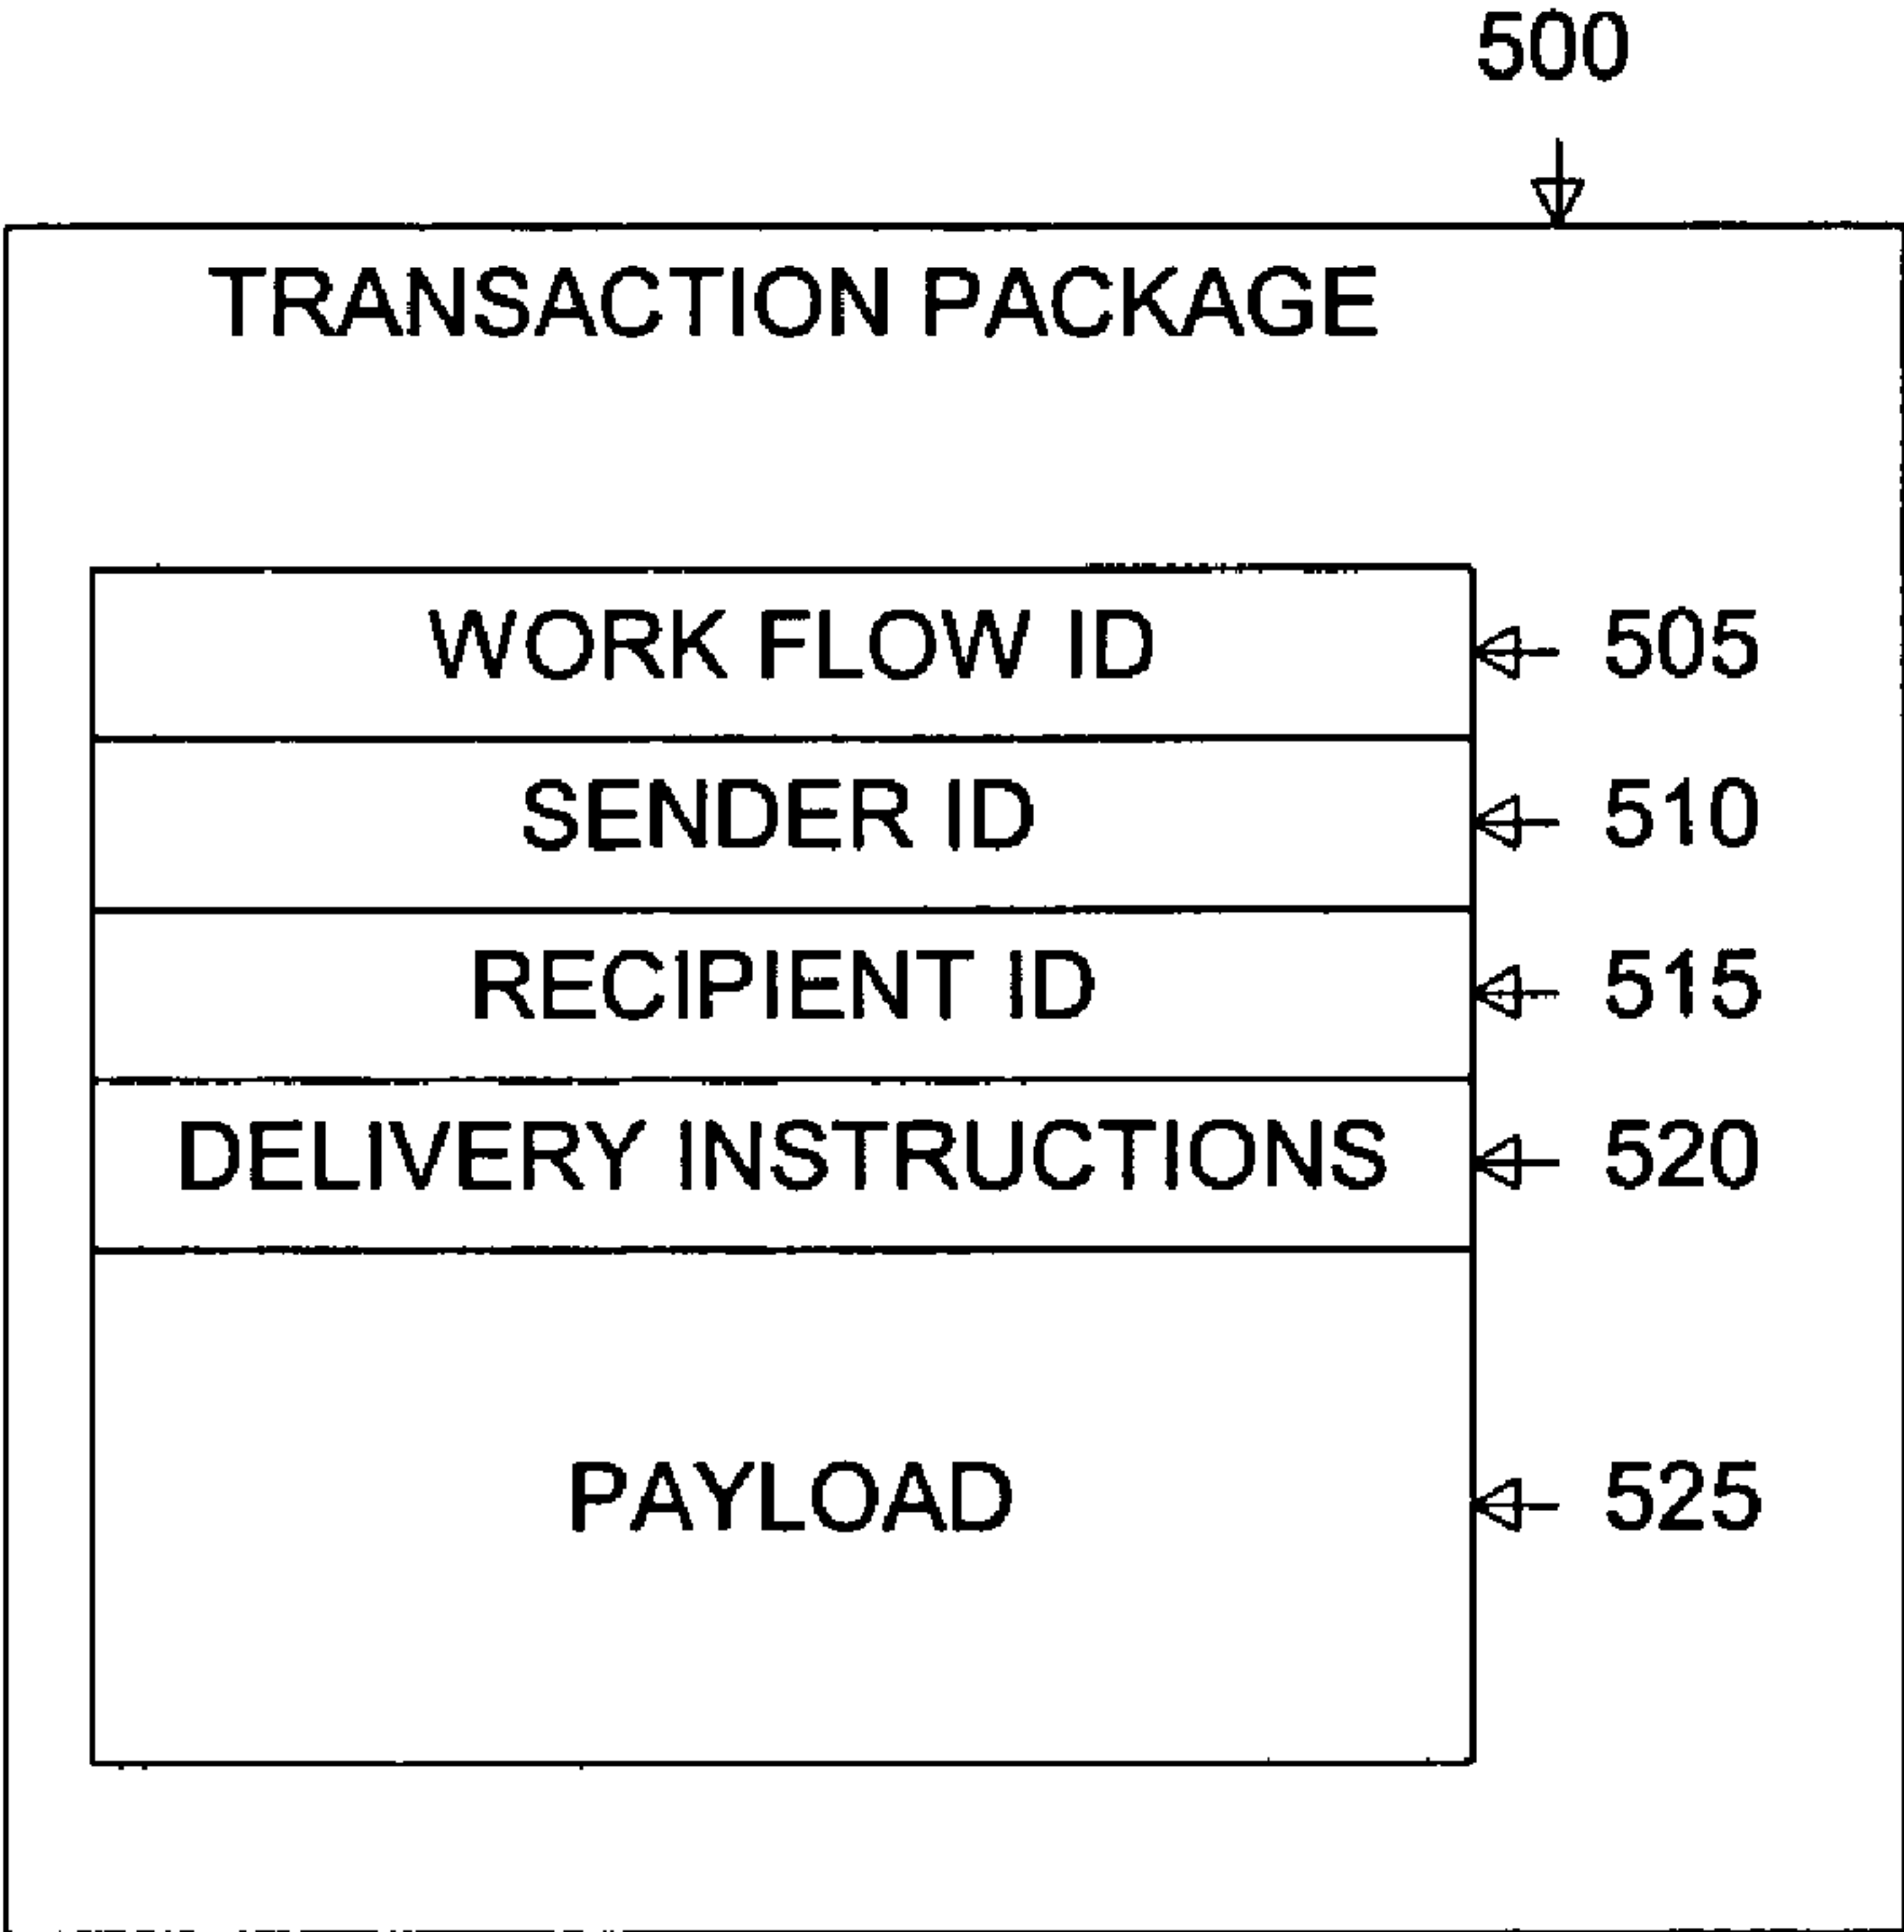 500
TRANSACTION PACKAGE
WORK FLOW ID 505
SENDER ID 510
RECIPIENT ID 515
DELIVERY INSTRUCTIONS 520
PAYLOAD 525